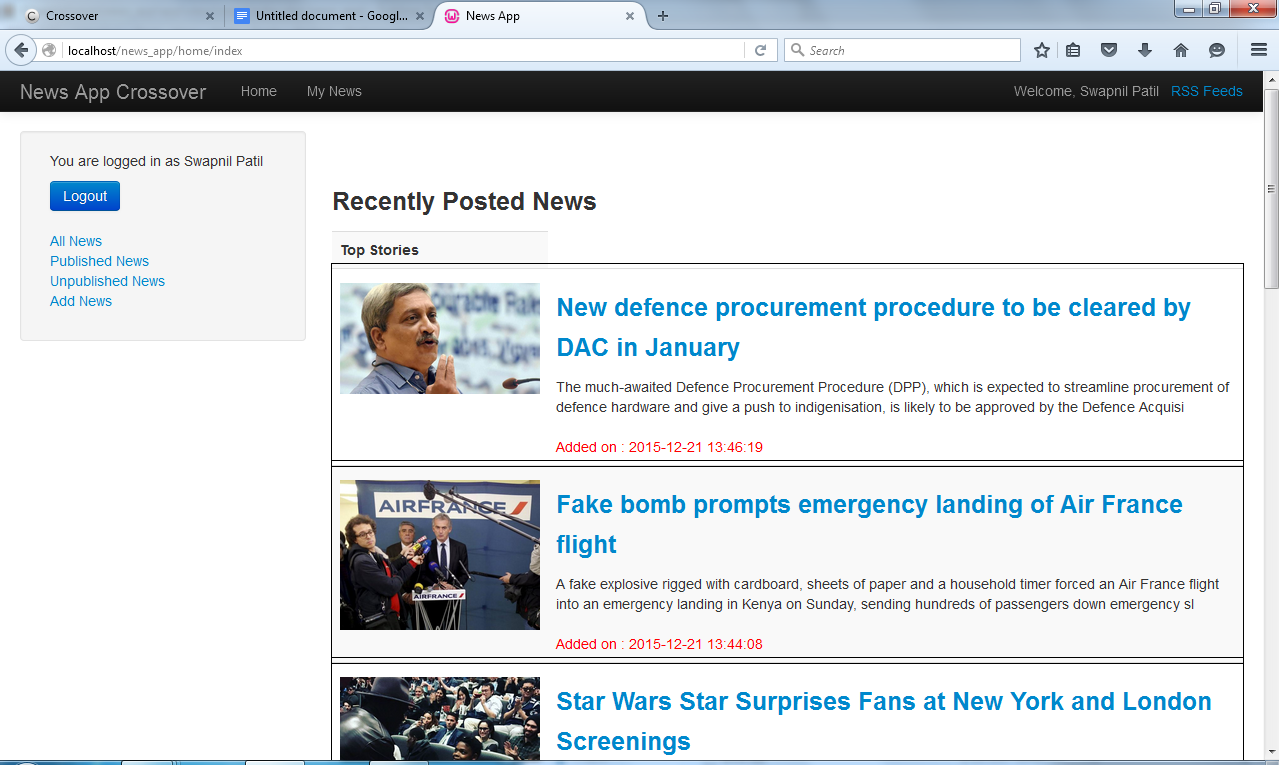 Crossover
Untitled document - Googl...
News App
localhost/news_app/home/index
Search
News App Crossover
Home
My News
Welcome, Swapnil Patil
RSS Feeds
You are logged in as Swapnil Patil
Logout
All News
Published News
Unpublished News
Add News
Recently Posted News
Top Stories
New defence procurement procedure to be cleared by
DAC in January
The much-awaited Defence Procurement Procedure (DPP), which is expected to streamline procurement of
defence hardware and give a push to indigenisation, is likely to be approved by the Defence Acquisi
Added on : 2015-12-21 13:46:19
AIRFRANCE
AIRFRANCE
Fake bomb prompts emergency landing of Air France
flight
A fake explosive rigged with cardboard, sheets of paper and a household timer forced an Air France flight
into an emergency landing in Kenya on Sunday, sending hundreds of passengers down emergency sl
Added on : 2015-12-21 13:44:08
Star Wars Star Surprises Fans at New York and London
Screenings